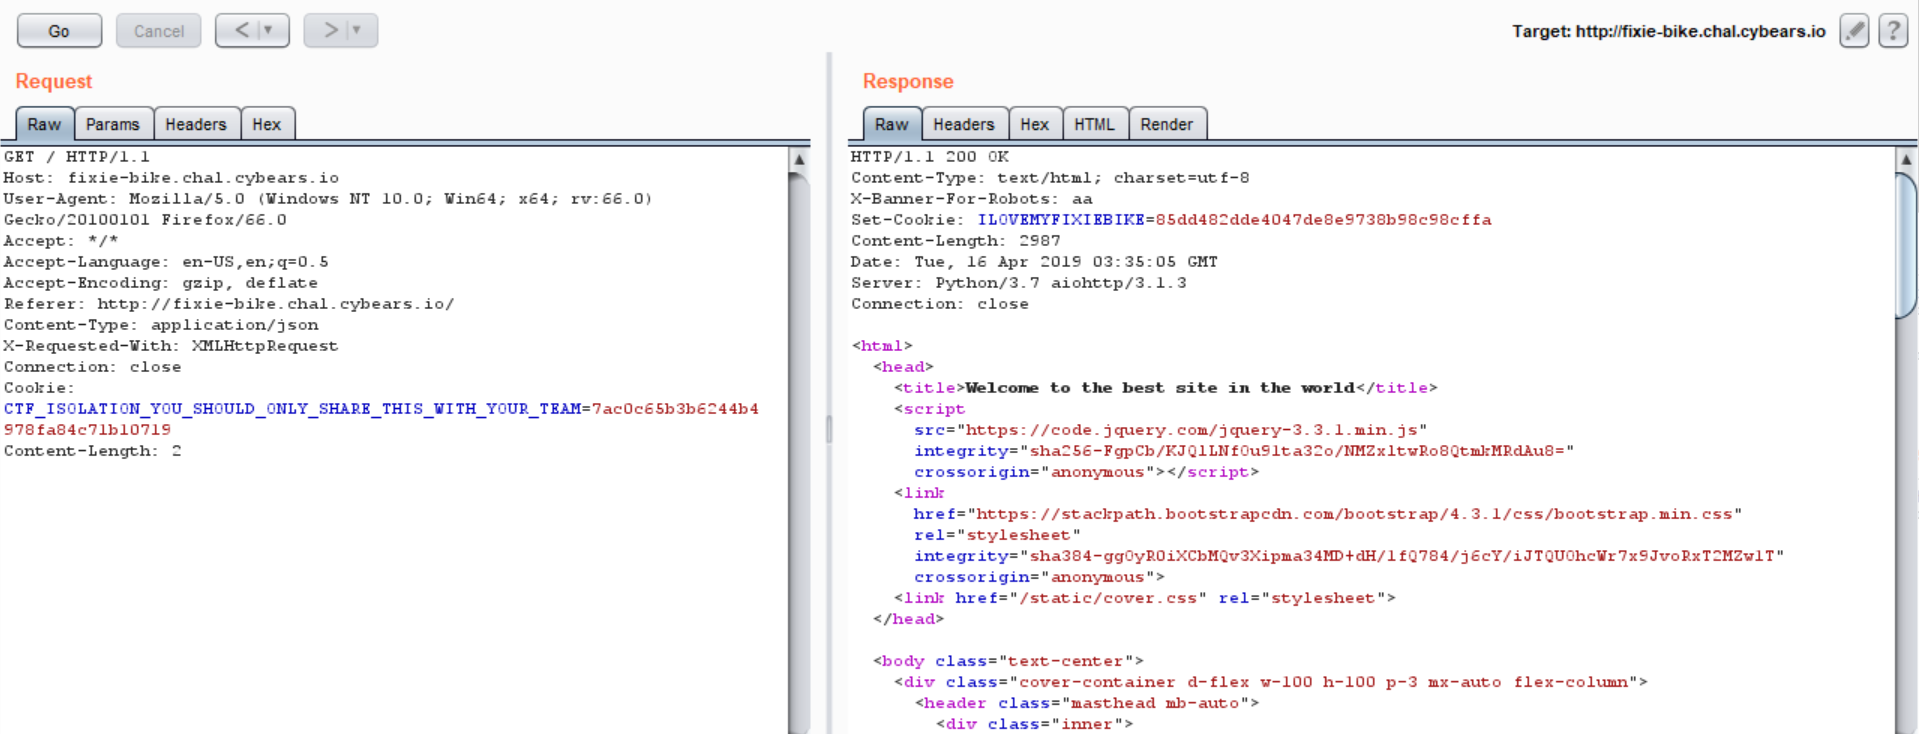 Go Cancel < > Target: http://fixie-bike.chal.cybears.io ?
Request
Raw Params Headers Hex
GET / HTTP/1.1
Host: fixie-bike.chal.cybears.io
User-Agent: Mozilla/5.0 (Windows NT 10.0; Win64; x64; rv:66.0)
Gecko/20100101 Firefox/66.0
Accept: */*
Accept-Language: en-US,en;q=0.5
Accept-Encoding: gzip, deflate
Referer: http://fixie-bike.chal.cybears.io/
Content-Type: application/json
X-Requested-With: XMLHttpRequest
Connection: close
Cookie:
CTF_ISOLATION_YOU_SHOULD_ONLY_SHARE_THIS_WITH_YOUR_TEAM=7ac0c65b3b6244b4
978fa84c71b10719
Content-Length: 2
Response
Raw Headers Hex HTML Render
HTTP/1.1 200 OK
Content-Type: text/html; charset=utf-8
X-Banner-For-Robots: aa
Set-Cookie: ILOVEMYFIXIEBIKE=85dd482dde4047de8e9738b98c98cffa
Content-Length: 2987
Date: Tue, 16 Apr 2019 03:35:05 GMT
Server: Python/3.7 aiohttp/3.1.3
Connection: close
<html>
<head>
<title>Welcome to the best site in the world</title>
<script
src="https://code.jquery.com/jquery-3.3.1.min.js"
integrity="sha256-FgpCb/KJQlLNfOu91ta32o/NMZxltwRo8QtmkMRdAu8="
crossorigin="anonymous"></script>
<link
href="https://stackpath.bootstrapcdn.com/bootstrap/4.3.1/css/bootstrap.min.css"
rel="stylesheet"
integrity="sha384-ggOyR0iXCbMQv3Xipma34MD+dH/1fQ784/j6cY/iJTQUOhcWr7x9JvoRxT2MZw1T"
crossorigin="anonymous">
<link href="/static/cover.css" rel="stylesheet">
</head>
<body class="text-center">
<div class="cover-container d-flex w-100 h-100 p-3 mx-auto flex-column">
<header class="masthead mb-auto">
<div class="inner">